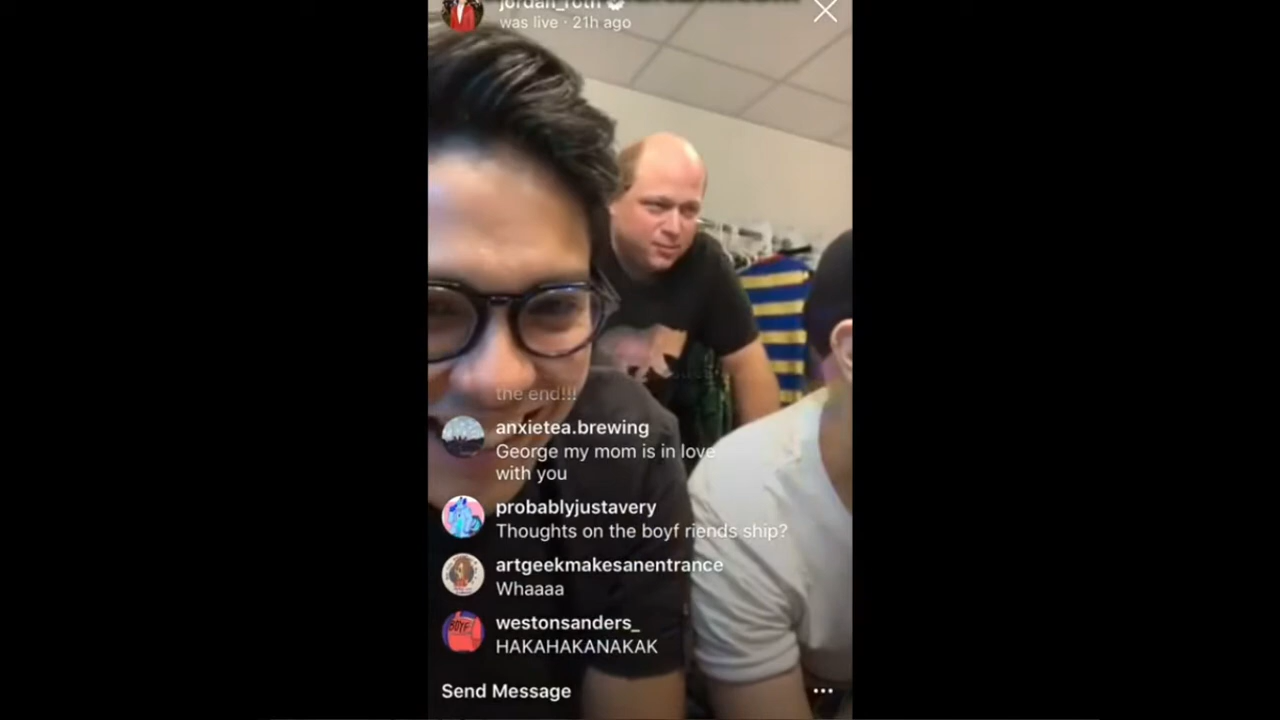 jordan_roth
was live · 21h ago
the end!!!
anxietea.brewing
George my mom is in love
with you
probablyjustavery
Thoughts on the boyf riends ship?
artgeekmakesanentrance
Whaaaa
westonsanders_
HAKAHAKANAKAK
Send Message